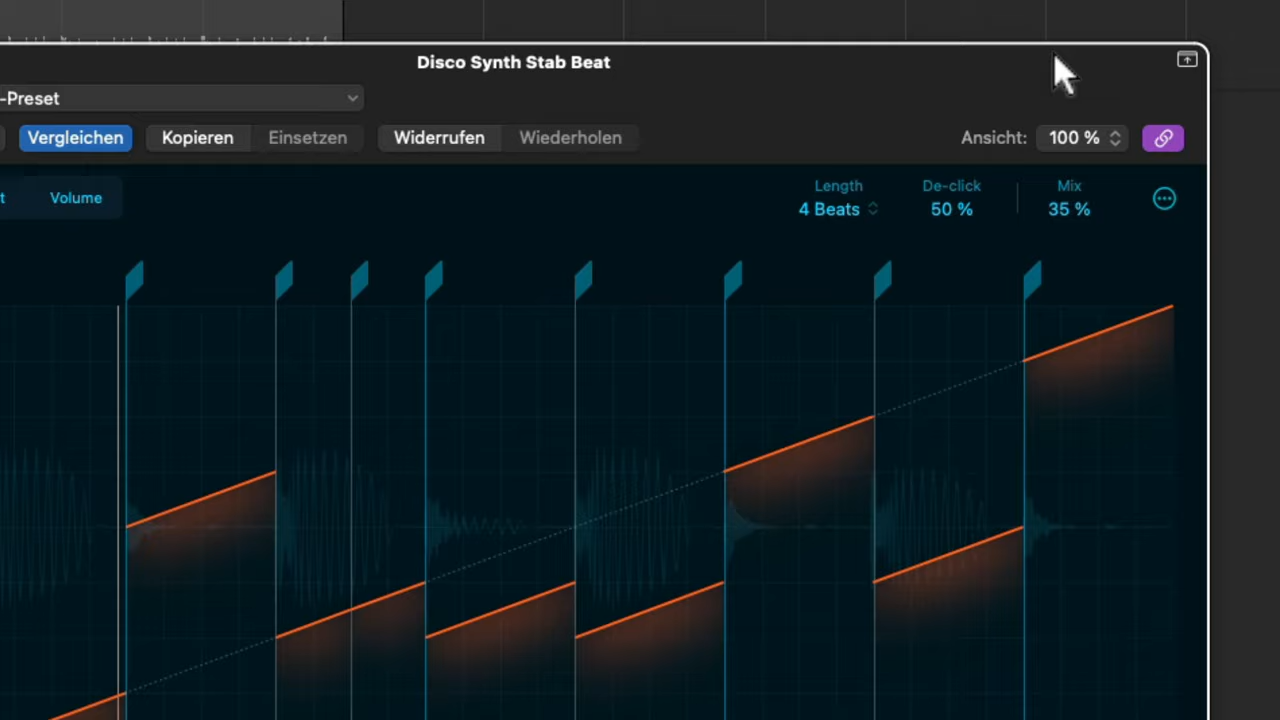 Disco Synth Stab Beat
-Preset
Vergleichen Kopieren Einsetzen Widerrufen Wiederholen Ansicht: 100 %
t Volume
Length De-click Mix
4 Beats 50 % 35 %